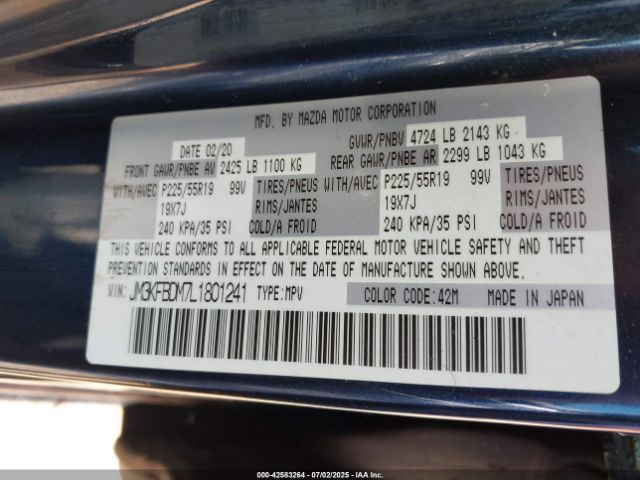 MFD. BY MAZDA MOTOR CORPORATION
DATE 02/20 GVWR/PNBV 4724 LB 2143 KG
FRONT GAWR/PNBE AV 2425 LB 1100 KG REAR GAWR/PNBE AR 2299 LB 1043 KG
WITH/AVEC P225/55R19 99V TIRES/PNEUS WITH/AVEC P225/55R19 99V TIRES/PNEUS
19X7J RIMS/JANTES 19X7J RIMS/JANTES
240 KPA/35 PSI COLD/A FROID 240 KPA/35 PSI COLD/A FROID
THIS VEHICLE CONFORMS TO ALL APPLICABLE FEDERAL MOTOR VEHICLE SAFETY AND THEFT
PREVENTION STANDARDS IN EFFECT ON THE DATE OF MANUFACTURE SHOWN ABOVE.
VIN: JM3KFBDM7L1801241 TYPE:MPV COLOR CODE:42M MADE IN JAPAN
000-42583264 | 07/02/2025 | IAAI.COM